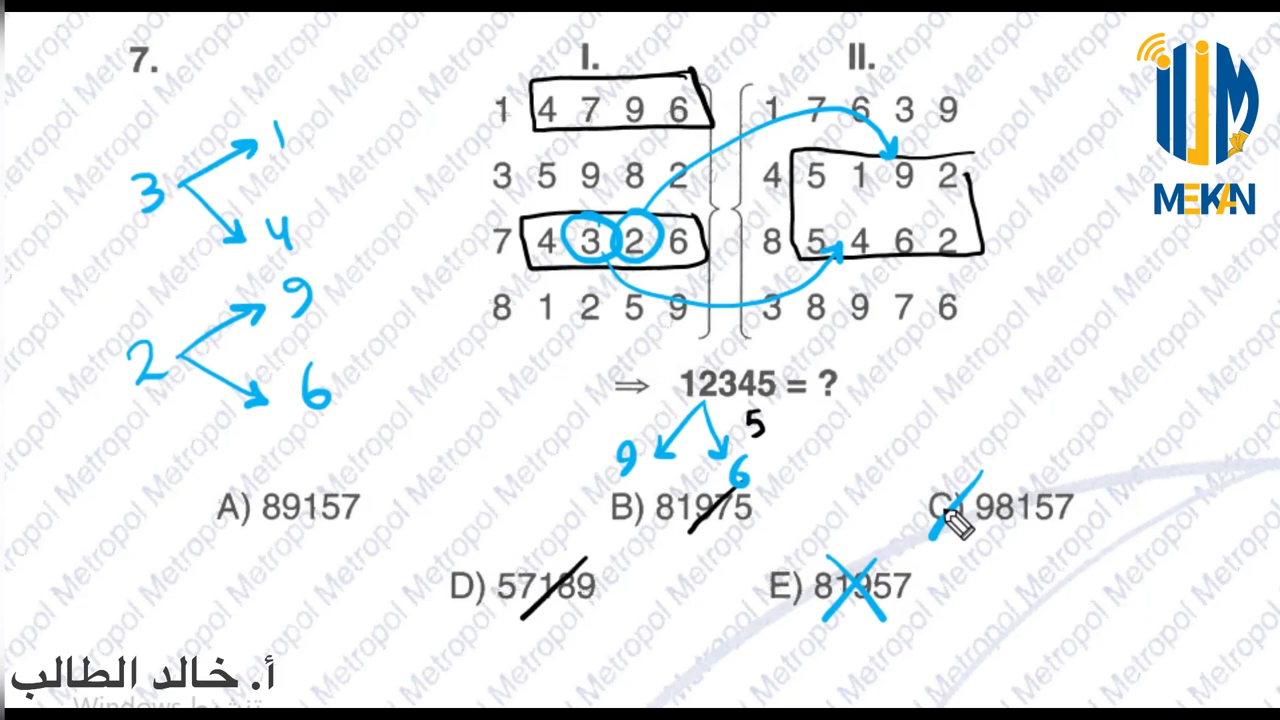 7.
I. II.
1 4 7 9 6 1 7 6 3 9
3 5 9 8 2 4 5 1 9 2
7 4 3 2 6 8 5 4 6 2
8 1 2 5 9 3 8 9 7 6
⇒ 12345 = ?
3 1 4
2 9 6
5
9 6
A) 89157 B) 81975 C) 98157
D) 57189 E) 81957
MEKAN
أ. خالد الطالب
Metropol Metropol Metropol